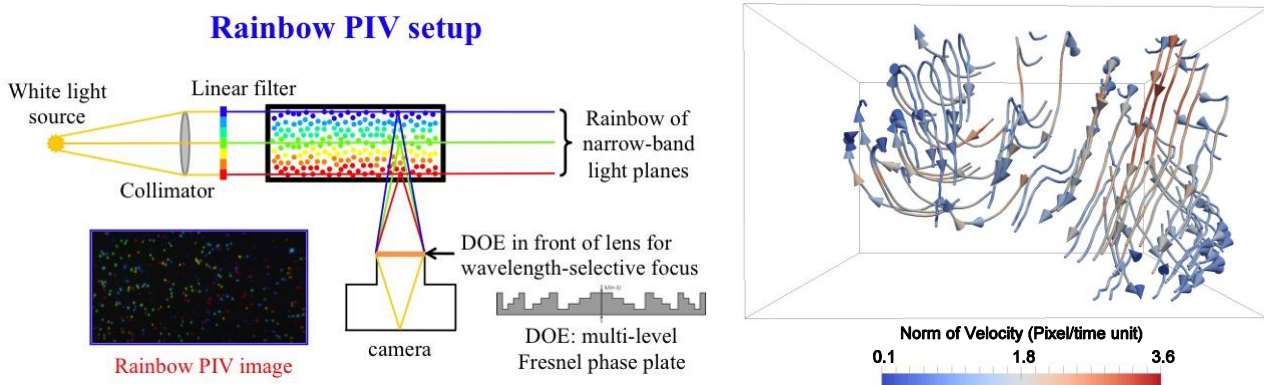 Rainbow PIV setup
White light
source
Linear filter
Collimator
Rainbow of
narrow-band
light planes
DOE in front of lens for
wavelength-selective focus
camera
DOE: multi-level
Fresnel phase plate
Rainbow PIV image
Norm of Velocity (Pixel/time unit)
0.1 1.8 3.6